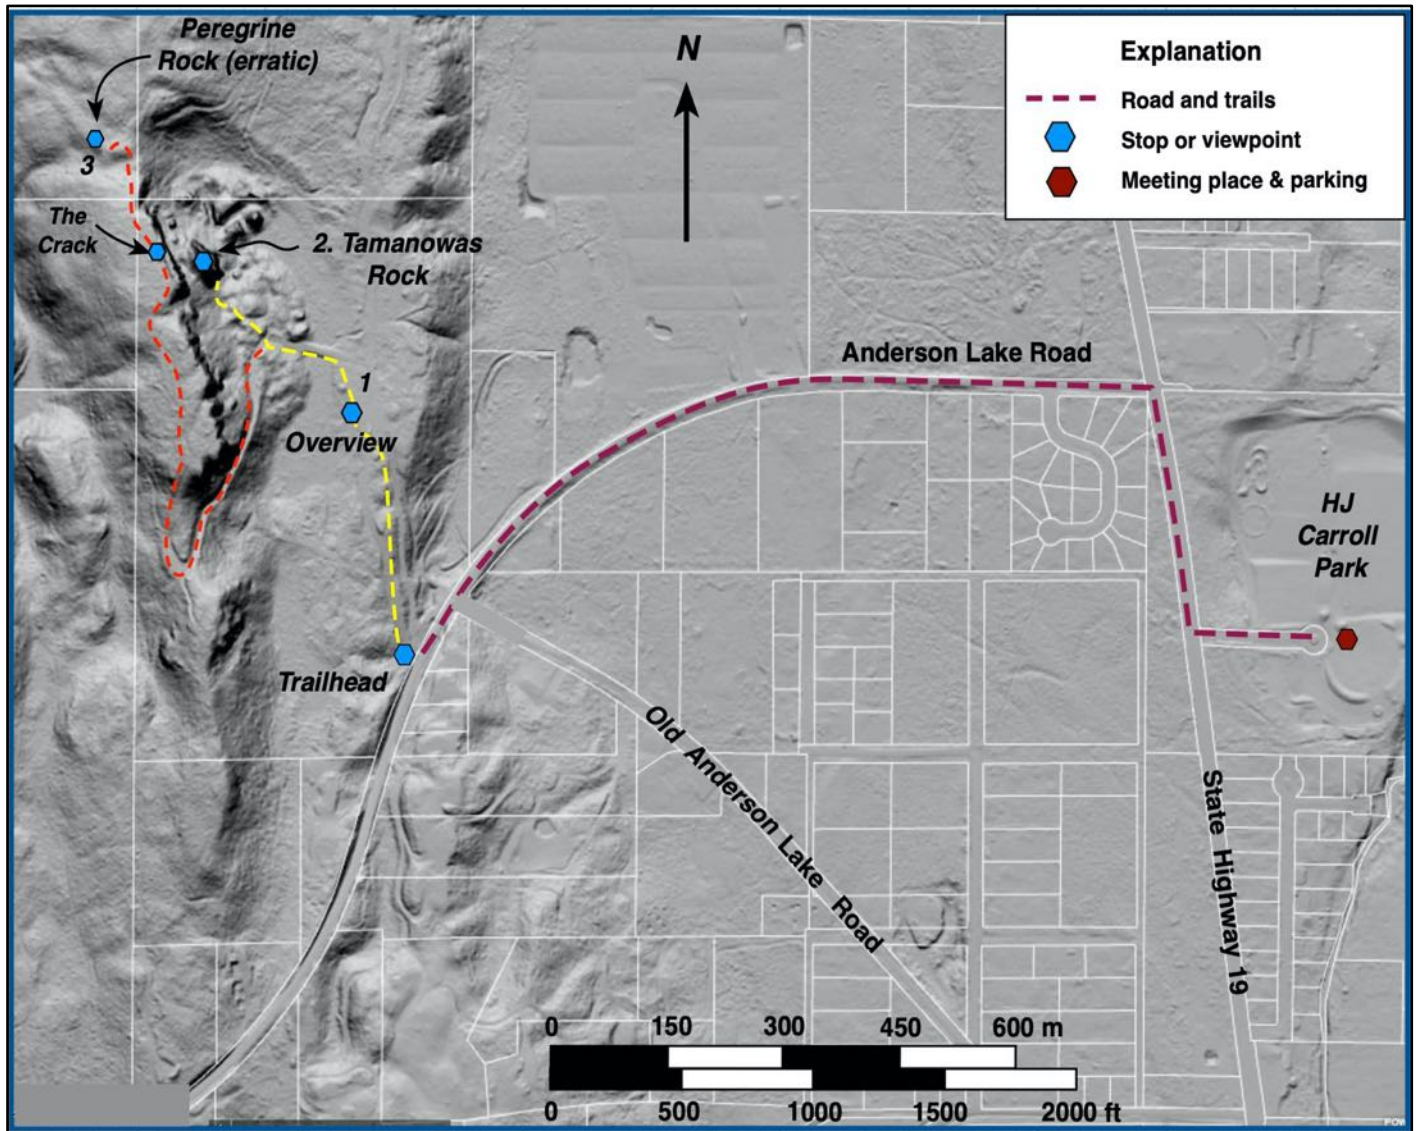 Peregrine
Rock (erratic)
3
The
Crack
2. Tamanowas
Rock
1
Overview
Trailhead
N
Explanation
Road and trails
Stop or viewpoint
Meeting place & parking
Anderson Lake Road
HJ
Carroll
Park
Old Anderson Lake Road
State Highway 19
0 150 300 450 600 m
0 500 1000 1500 2000 ft